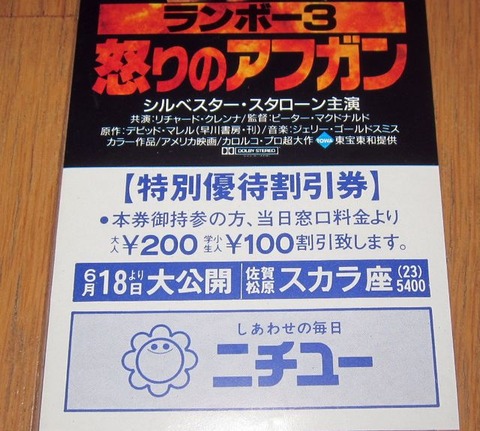 ランボー3
怒りのアフガン
シルベスター・スタローン主演
共演:リチャード・クレンナ/監督:ピーター・マクドナルド
原作:デビッド・マレル(早川書房・刊)/音楽:ジェリー・ゴールドスミス
カラー作品/アメリカ映画/カロルコ・プロ超大作 TOWA 東宝東和提供
DOLBY STEREO
【特別優待割引券】
●本券御持参の方、当日窓口料金より
大人¥200 学生小人¥100割引致します。
6月18日より大公開 佐賀松原 スカラ座 (23)5400
しあわせの毎日
ニチユー